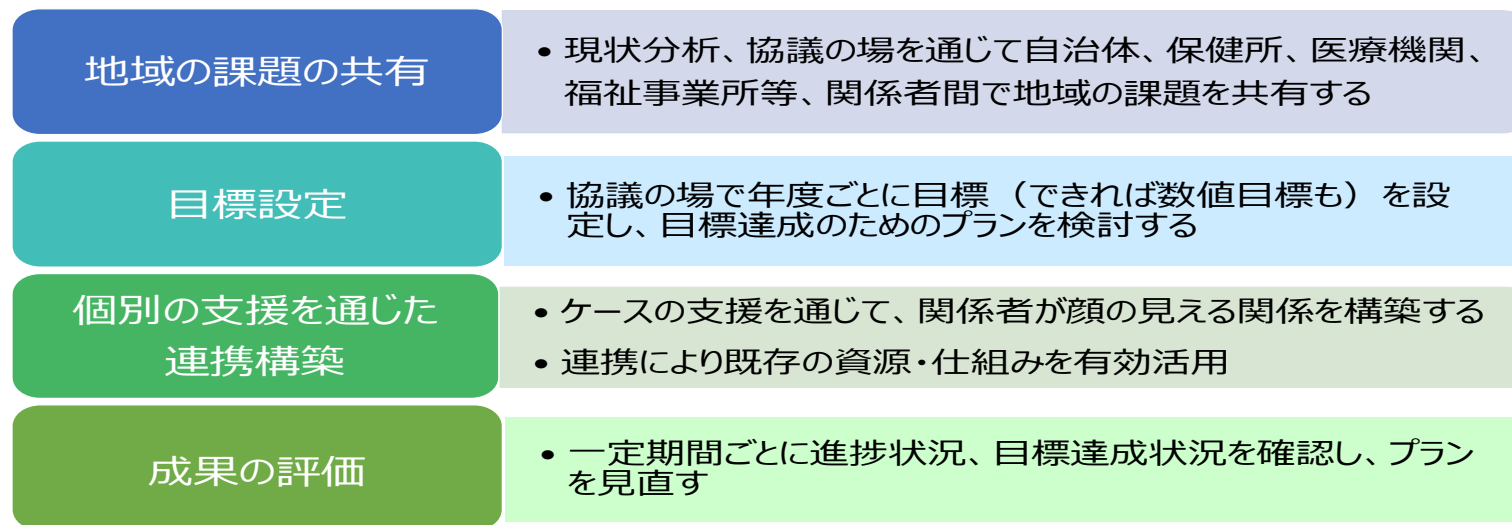 地域の課題の共有
• 現状分析、協議の場を通じて自治体、保健所、医療機関、
福祉事業所等、関係者間で地域の課題を共有する
目標設定
• 協議の場で年度ごとに目標（できれば数値目標も）を設
定し、目標達成のためのプランを検討する
個別の支援を通じた
連携構築
• ケースの支援を通じて、関係者が顔の見える関係を構築する
• 連携により既存の資源・仕組みを有効活用
成果の評価
• 一定期間ごとに進捗状況、目標達成状況を確認し、プラン
を見直す